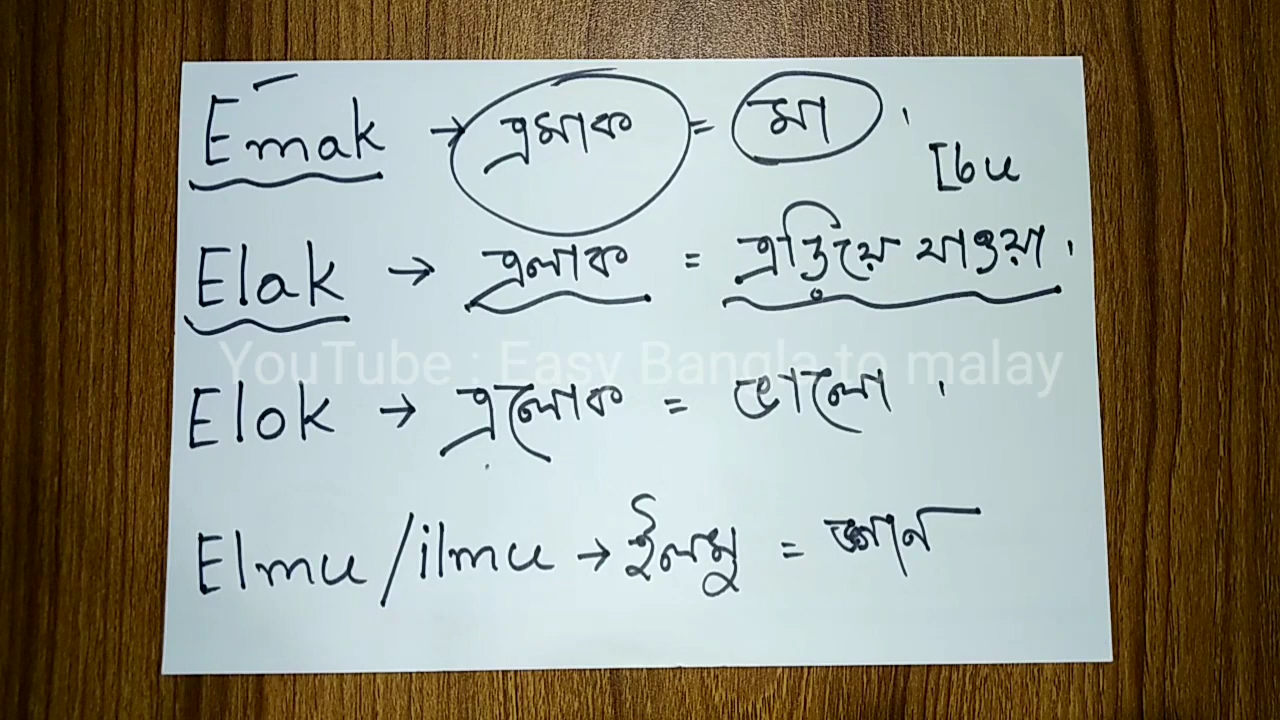 Emak → এমাক = মা ,
Ibu
Elak → এলাক = এড়িয়ে যাওয়া ,
YouTube : Easy Bangla to malay
Elok → এলোক = ভালো ,
Elmu / ilmu → ইলমু = জ্ঞান